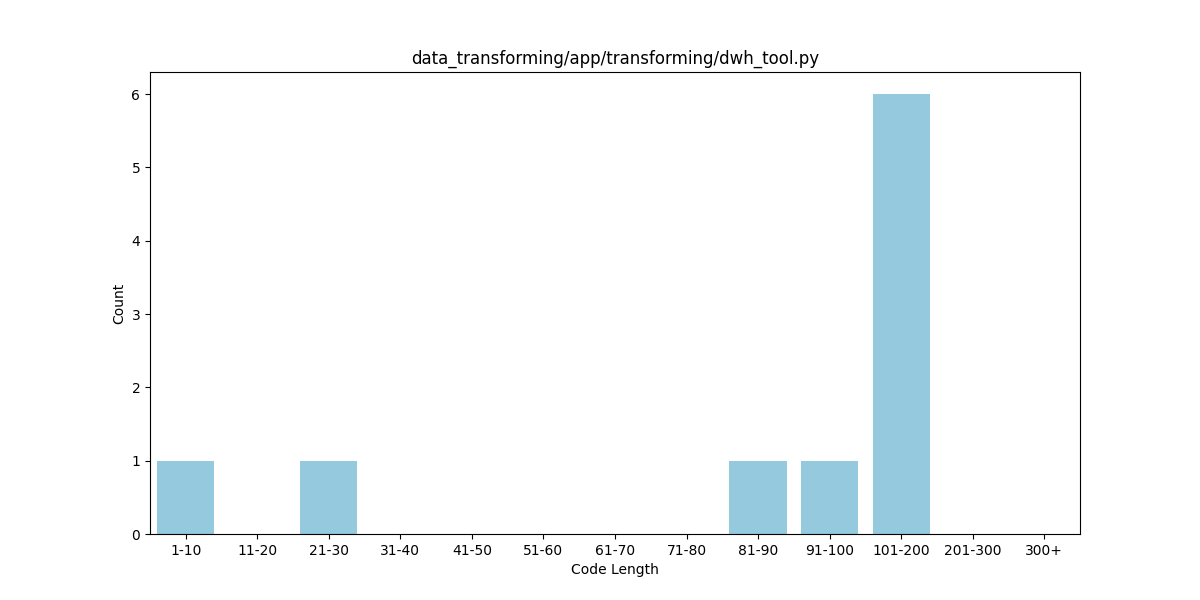 data_transforming/app/transforming/dwh_tool.py
6
5
4
3
2
1
0
Count
1-10 11-20 21-30 31-40 41-50 51-60 61-70 71-80 81-90 91-100 101-200 201-300 300+
Code Length